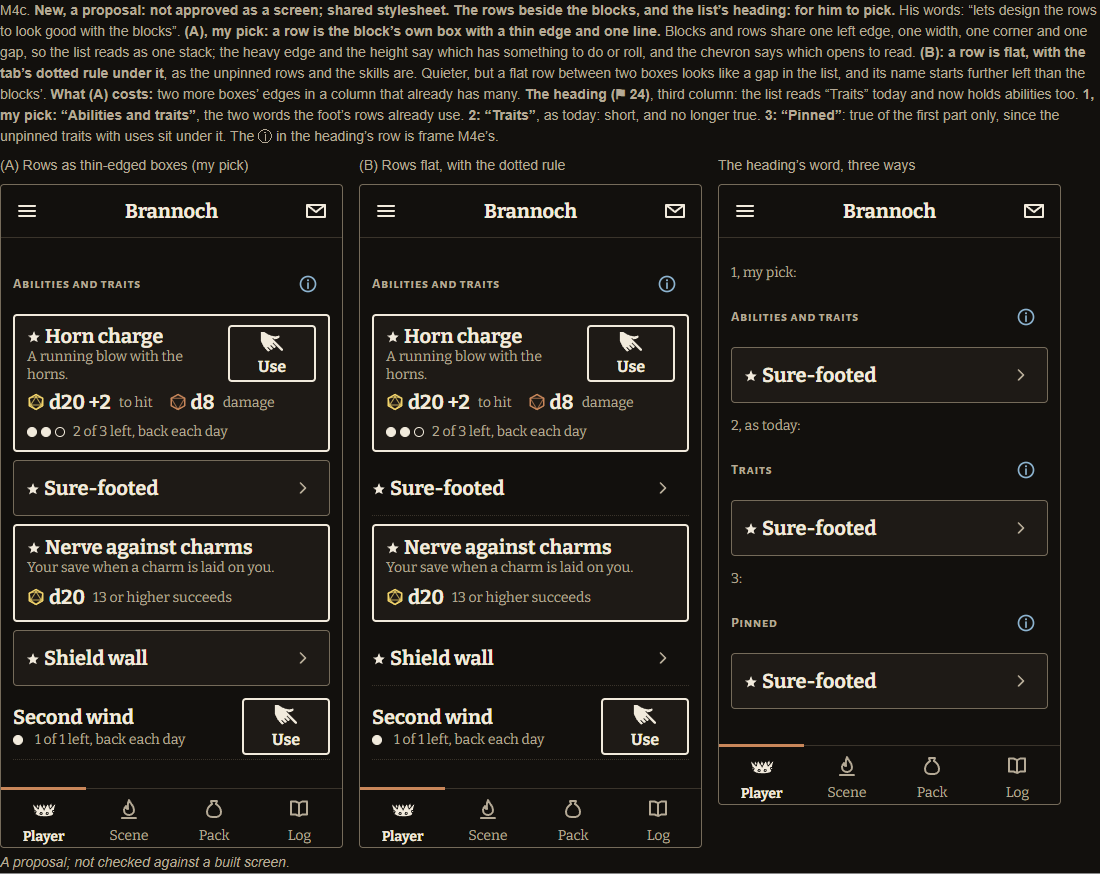 M4c. New, a proposal: not approved as a screen; shared stylesheet. The rows beside the blocks, and the list’s heading: for him to pick. His words: “lets design the rows
to look good with the blocks”. (A), my pick: a row is the block’s own box with a thin edge and one line. Blocks and rows share one left edge, one width, one corner and one
gap, so the list reads as one stack; the heavy edge and the height say which has something to do or roll, and the chevron says which opens to read. (B): a row is flat, with the
tab’s dotted rule under it, as the unpinned rows and the skills are. Quieter, but a flat row between two boxes looks like a gap in the list, and its name starts further left than the
blocks’. What (A) costs: two more boxes’ edges in a column that already has many. The heading (⚑ 24), third column: the list reads “Traits” today and now holds abilities too. 1,
my pick: “Abilities and traits”, the two words the foot’s rows already use. 2: “Traits”, as today: short, and no longer true. 3: “Pinned”: true of the first part only, since the
unpinned traits with uses sit under it. The ⓘ in the heading’s row is frame M4e’s.
(A) Rows as thin-edged boxes (my pick)
Brannoch
Abilities and traits
★ Horn charge
A running blow with the
horns.
Use
d20 +2 to hit d8 damage
2 of 3 left, back each day
★ Sure-footed
★ Nerve against charms
Your save when a charm is laid on you.
d20 13 or higher succeeds
★ Shield wall
Second wind
1 of 1 left, back each day
Use
Player Scene Pack Log
(B) Rows flat, with the dotted rule
Brannoch
Abilities and traits
★ Horn charge
A running blow with the
horns.
Use
d20 +2 to hit d8 damage
2 of 3 left, back each day
★ Sure-footed
★ Nerve against charms
Your save when a charm is laid on you.
d20 13 or higher succeeds
★ Shield wall
Second wind
1 of 1 left, back each day
Use
Player Scene Pack Log
The heading’s word, three ways
Brannoch
1, my pick:
Abilities and traits
★ Sure-footed
2, as today:
Traits
★ Sure-footed
3:
Pinned
★ Sure-footed
Player Scene Pack Log
A proposal; not checked against a built screen.